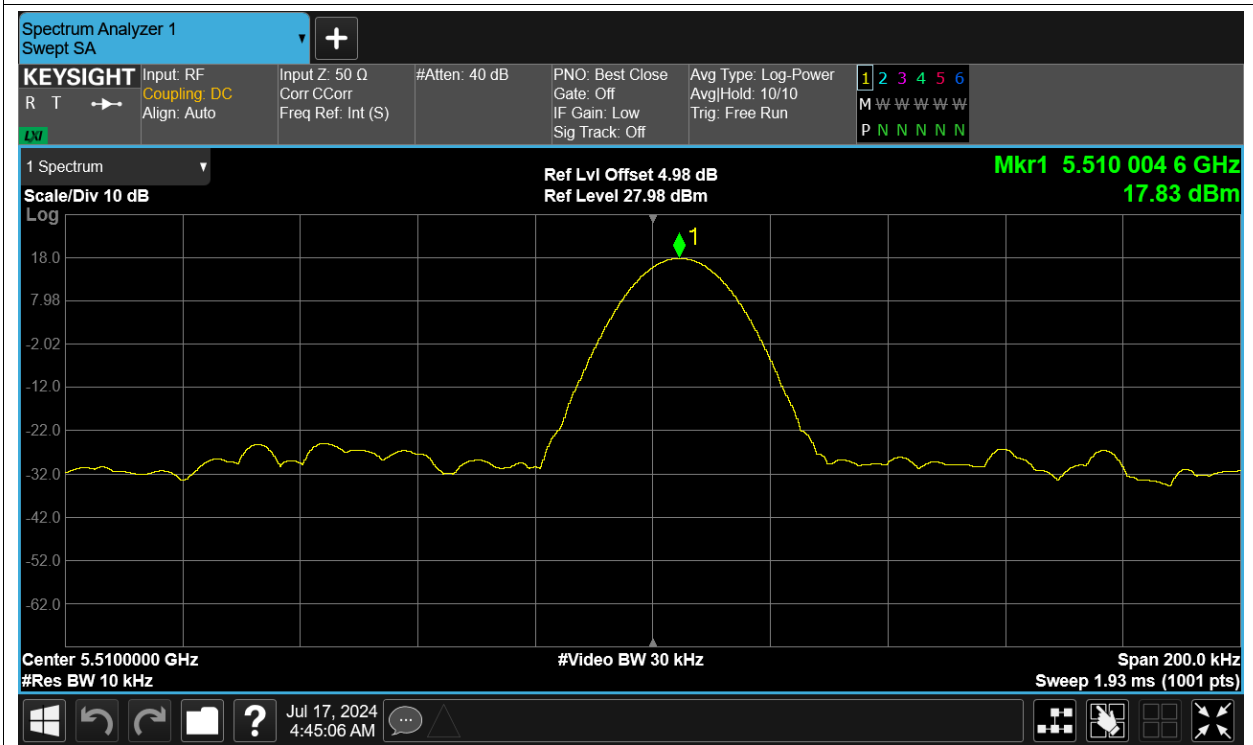 Spectrum Analyzer 1
Swept SA
KEYSIGHT
R T
LXI
Input: RF
Coupling: DC
Align: Auto
Input Z: 50 Ω
Corr CCorr
Freq Ref: Int (S)
#Atten: 40 dB
PNO: Best Close
Gate: Off
IF Gain: Low
Sig Track: Off
Avg Type: Log-Power
Avg|Hold: 10/10
Trig: Free Run
1 2 3 4 5 6
M W W W W W
P N N N N N
1 Spectrum
Scale/Div 10 dB
Log
Ref Lvl Offset 4.98 dB
Ref Level 27.98 dBm
Mkr1 5.510 004 6 GHz
17.83 dBm
1
18.0
7.98
-2.02
-12.0
-22.0
-32.0
-42.0
-52.0
-62.0
Center 5.5100000 GHz
#Res BW 10 kHz
#Video BW 30 kHz
Span 200.0 kHz
Sweep 1.93 ms (1001 pts)
?
Jul 17, 2024
4:45:06 AM